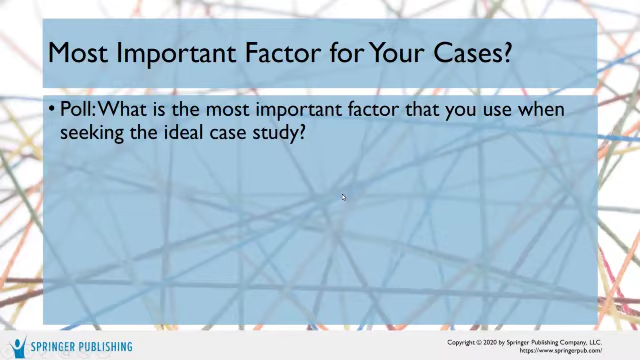 Most Important Factor for Your Cases?
• Poll: What is the most important factor that you use when
seeking the ideal case study?
SPRINGER PUBLISHING
Copyright © 2020 by Springer Publishing Company, LLC.
https://www.springerpub.com/